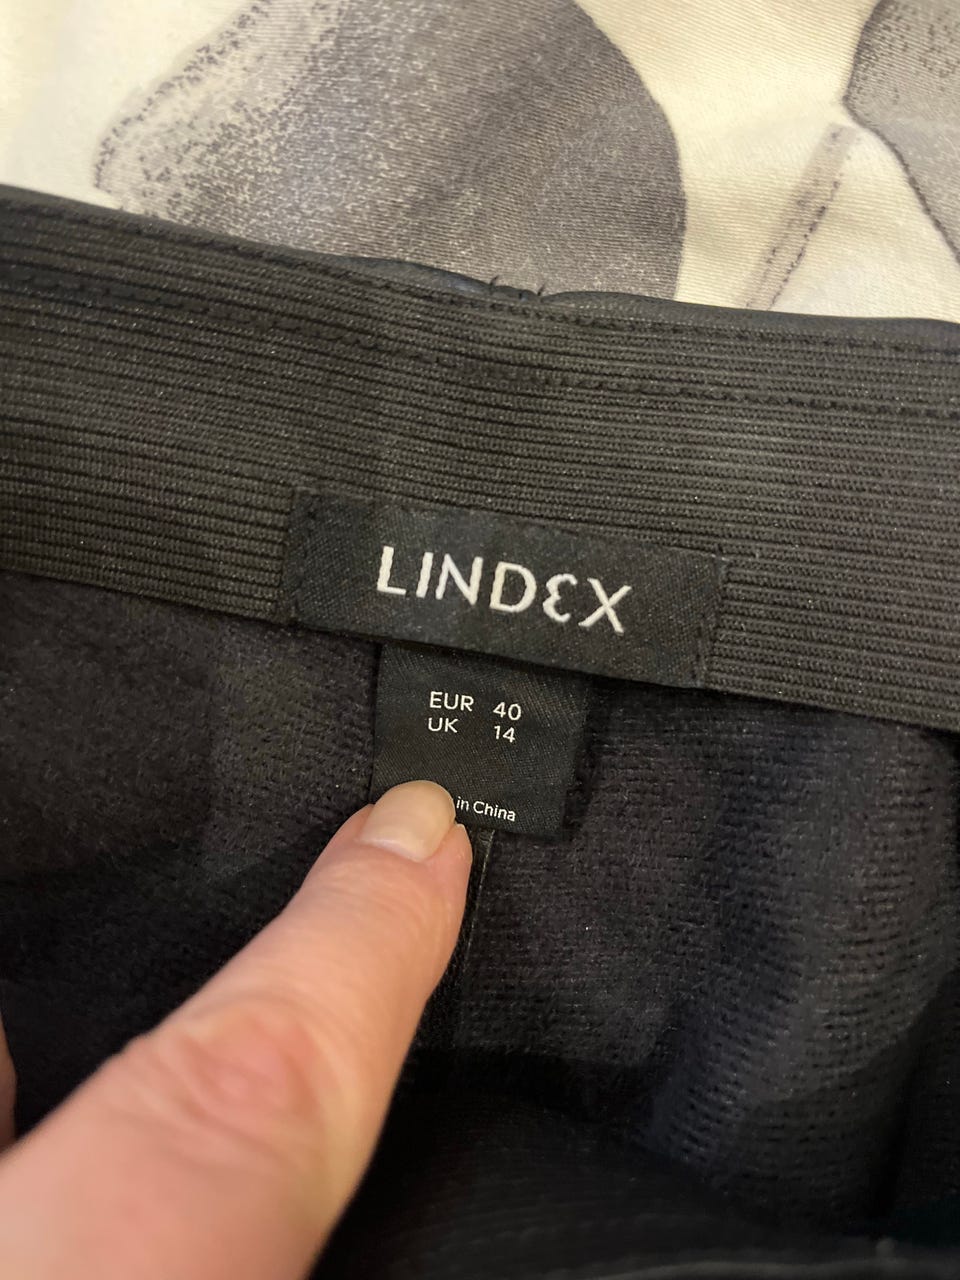 LINDEX
EUR 40
UK 14
in China